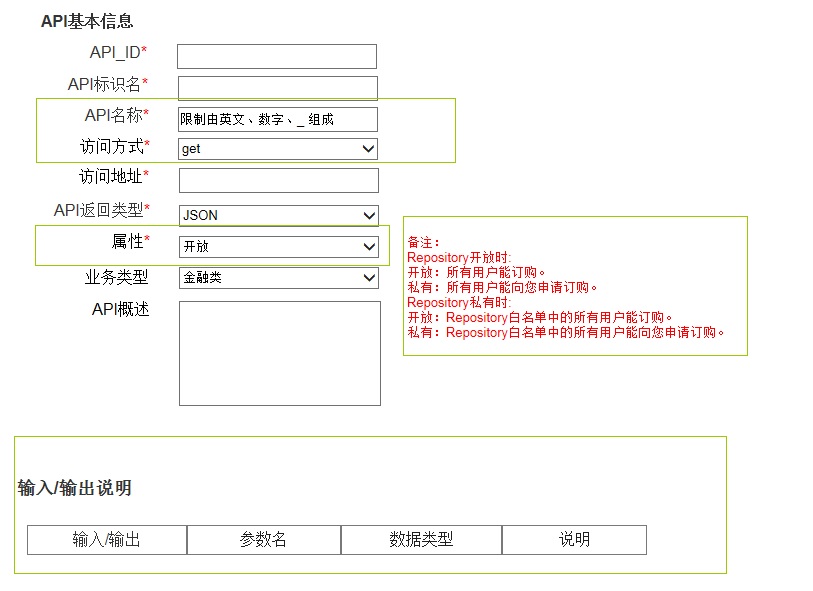 API基本信息
API_ID*
API标识名*
API名称* 限制由英文、数字、_ 组成
访问方式* get
访问地址*
API返回类型* JSON
属性* 开放
业务类型 金融类
API概述
备注：
Repository开放时:
开放：所有用户能订购。
私有：所有用户能向您申请订购。
Repository私有时:
开放：Repository白名单中的所有用户能订购。
私有：Repository白名单中的所有用户能向您申请订购。
输入/输出说明
输入/输出 参数名 数据类型 说明